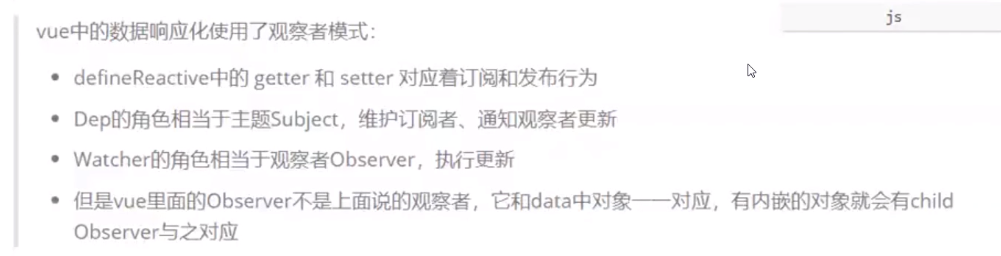 js
vue中的数据响应化使用了观察者模式：
defineReactive中的 getter 和 setter 对应着订阅和发布行为
Dep的角色相当于主题Subject，维护订阅者、通知观察者更新
Watcher的角色相当于观察者Observer，执行更新
但是vue里面的Observer不是上面说的观察者，它和data中对象一一对应，有内嵌的对象就会有child
Observer与之对应